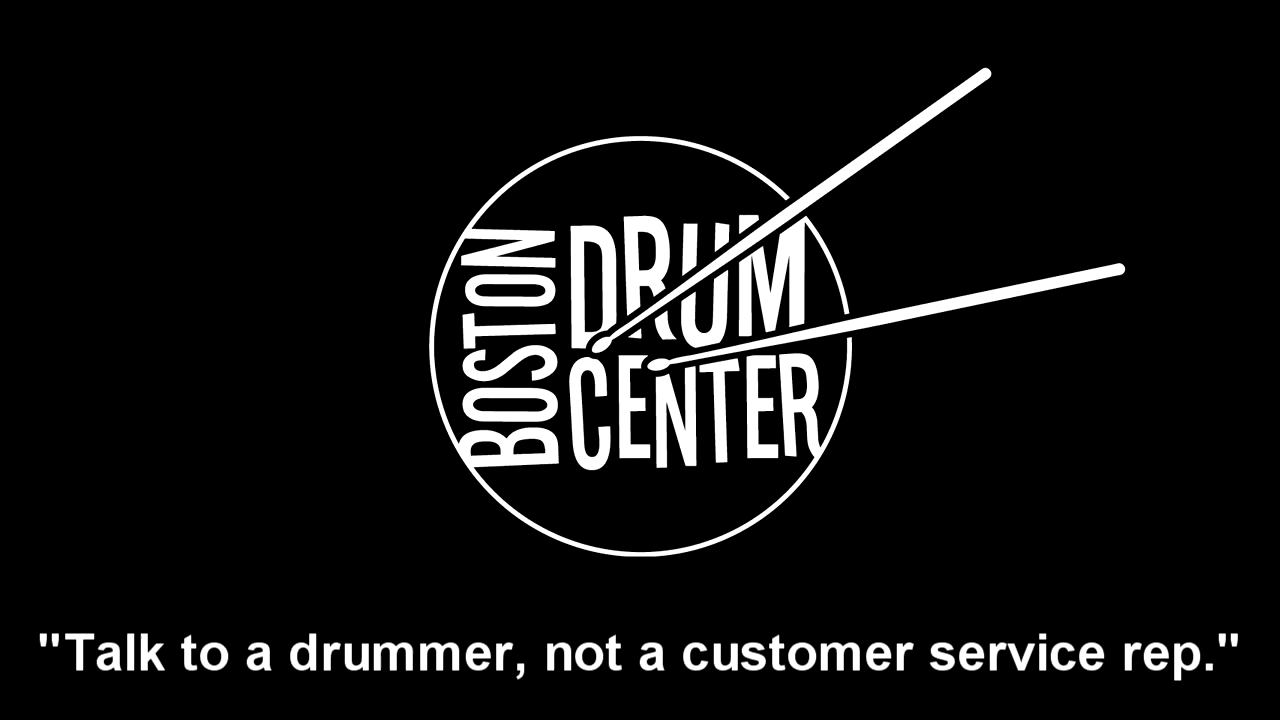 BOSTON
DRUM
CENTER
"Talk to a drummer, not a customer service rep."